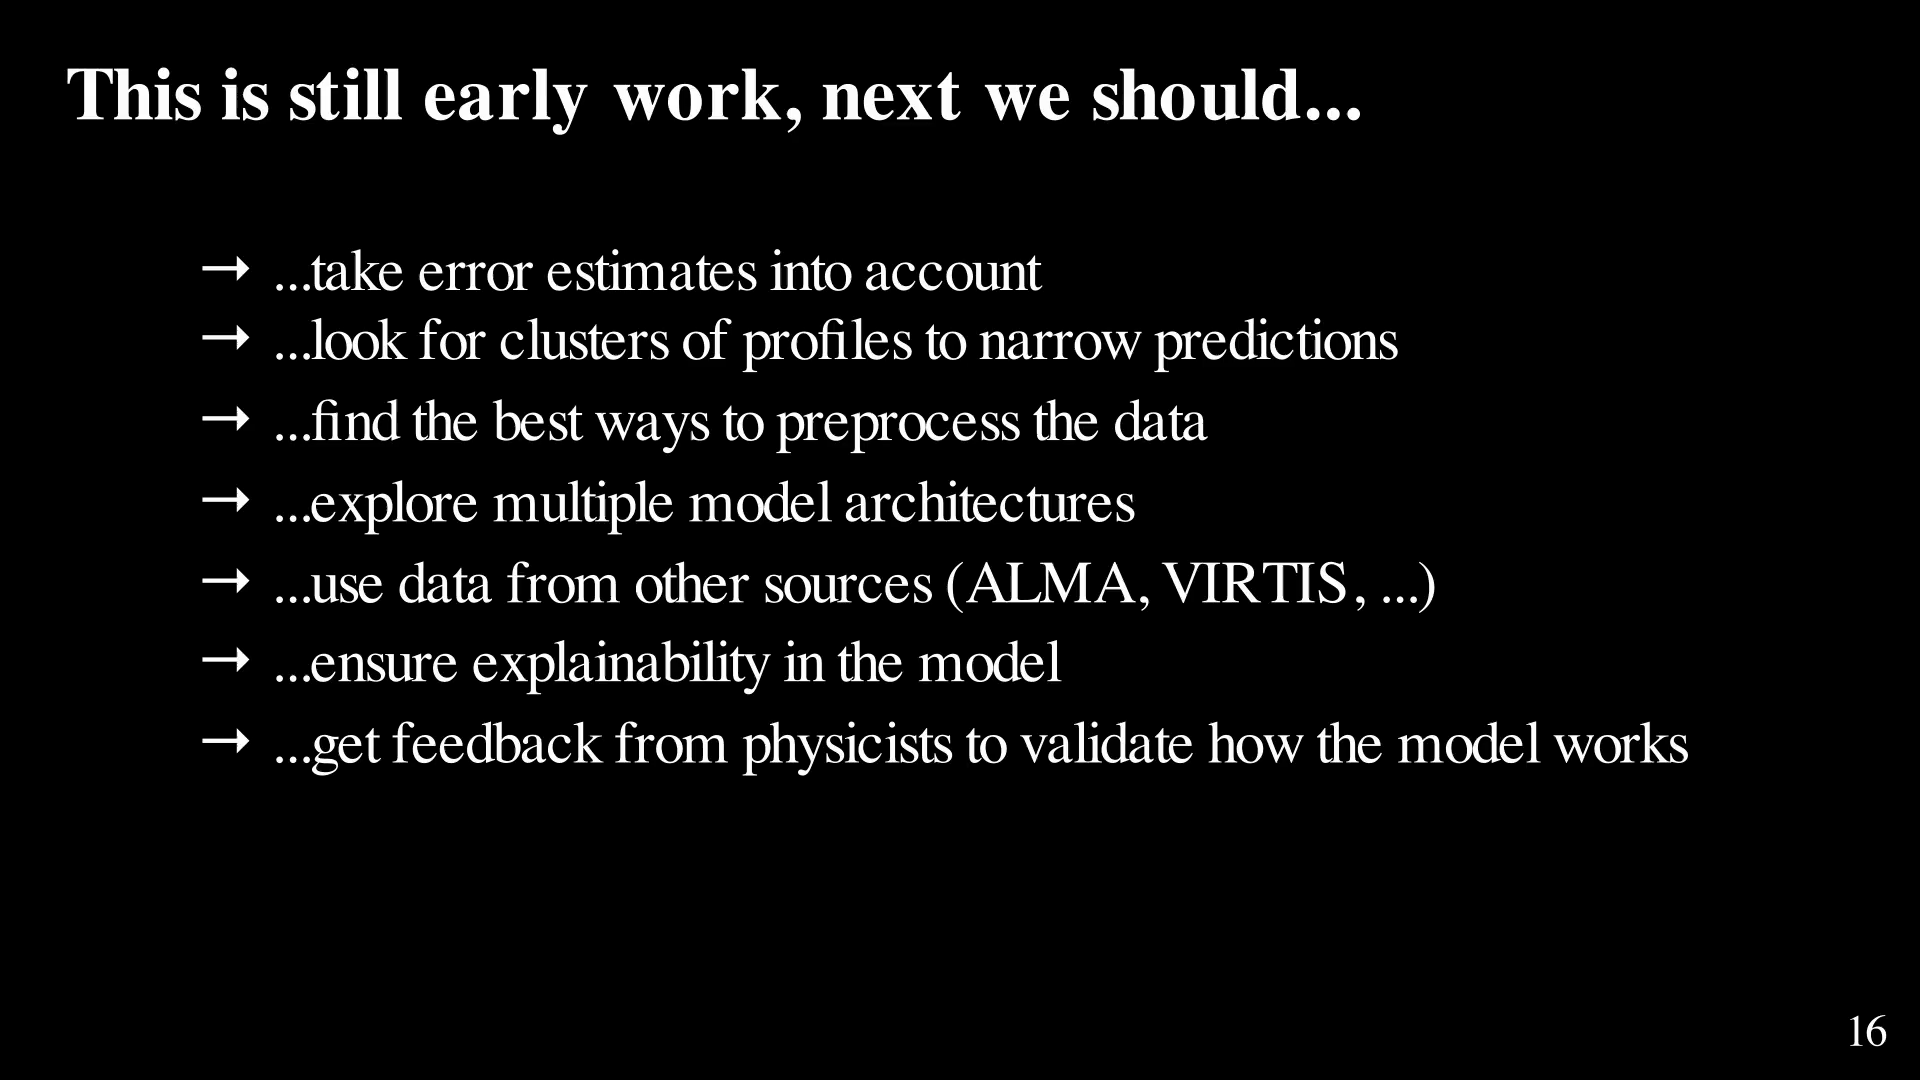 This is still early work, next we should...
→ ...take error estimates into account
→ ...look for clusters of profiles to narrow predictions
→ ...find the best ways to preprocess the data
→ ...explore multiple model architectures
→ ...use data from other sources (ALMA, VIRTIS, ...)
→ ...ensure explainability in the model
→ ...get feedback from physicists to validate how the model works
16